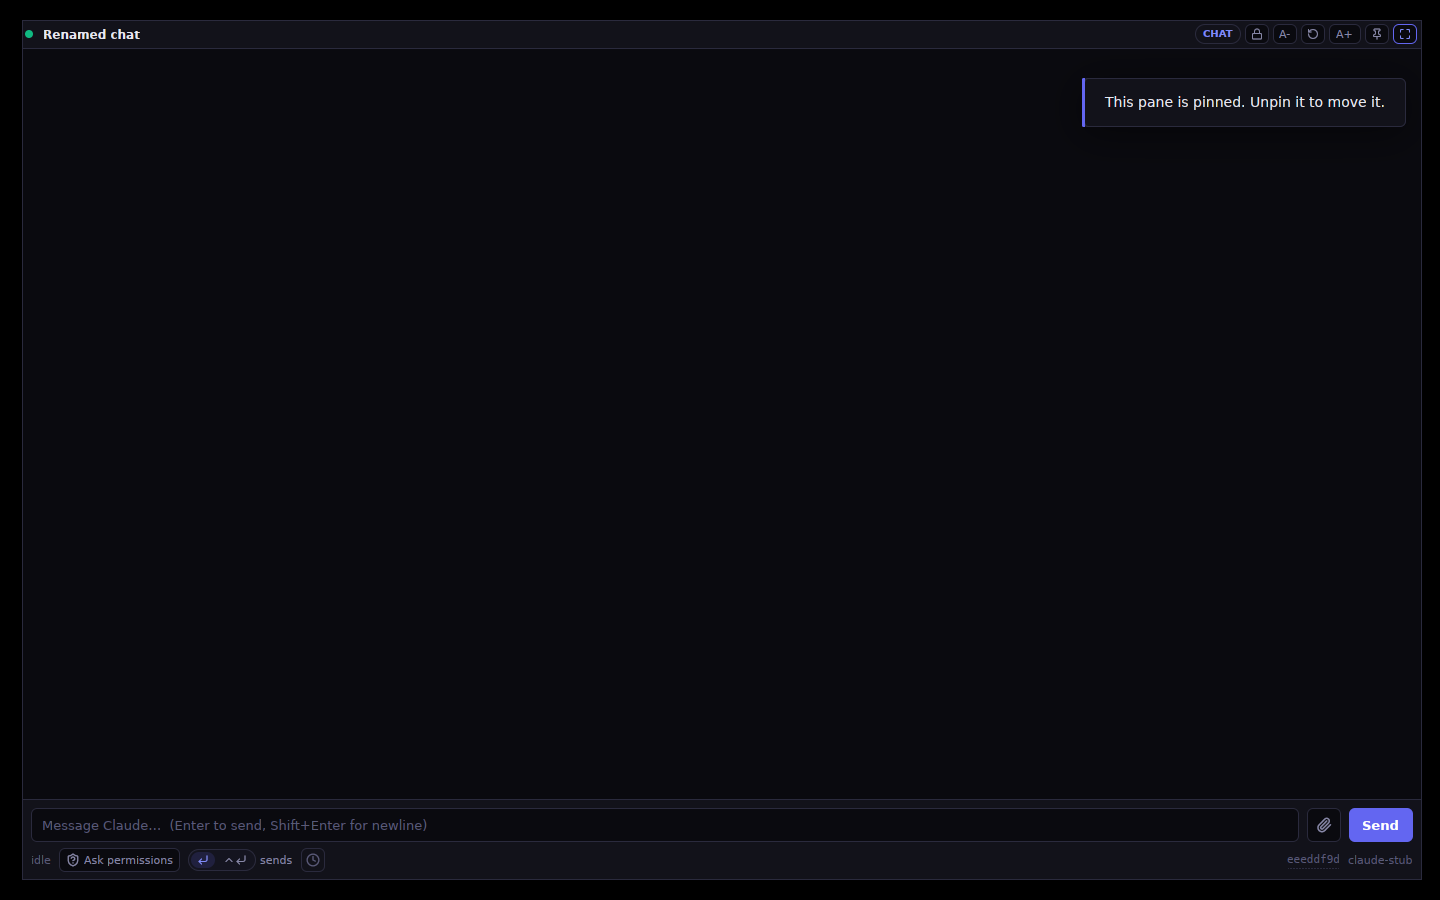 Renamed chat
CHAT
A-
A+
This pane is pinned. Unpin it to move it.
Message Claude… (Enter to send, Shift+Enter for newline)
Send
idle
Ask permissions
sends
eeeddf9d
claude-stub